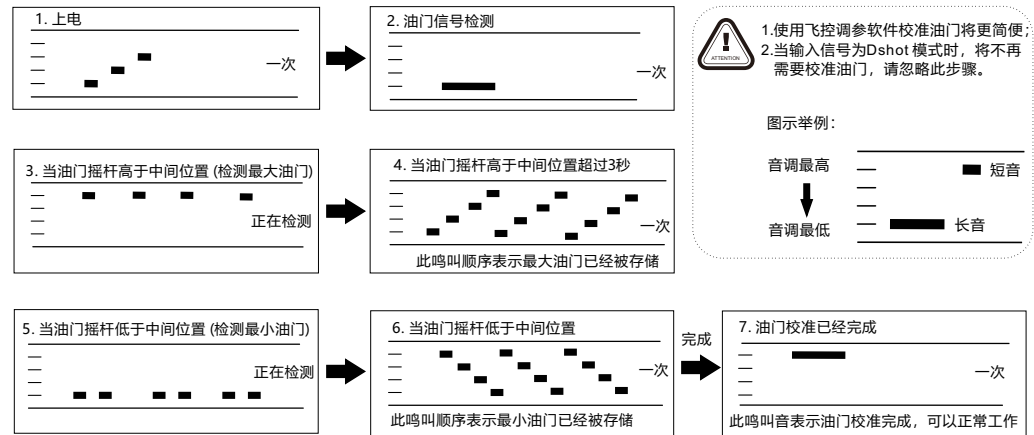 1. 上电
一次
2. 油门信号检测
一次
ATTENTION
1.使用飞控调参软件校准油门将更简便;
2.当输入信号为Dshot 模式时，将不再
需要校准油门，请忽略此步骤。
图示举例：
音调最高
短音
音调最低
长音
3. 当油门摇杆高于中间位置 (检测最大油门)
正在检测
4. 当油门摇杆高于中间位置超过3秒
一次
此鸣叫顺序表示最大油门已经被存储
5. 当油门摇杆低于中间位置 (检测最小油门)
正在检测
6. 当油门摇杆低于中间位置
一次
此鸣叫顺序表示最小油门已经被存储
完成
7. 油门校准已经完成
一次
此鸣叫音表示油门校准完成，可以正常工作